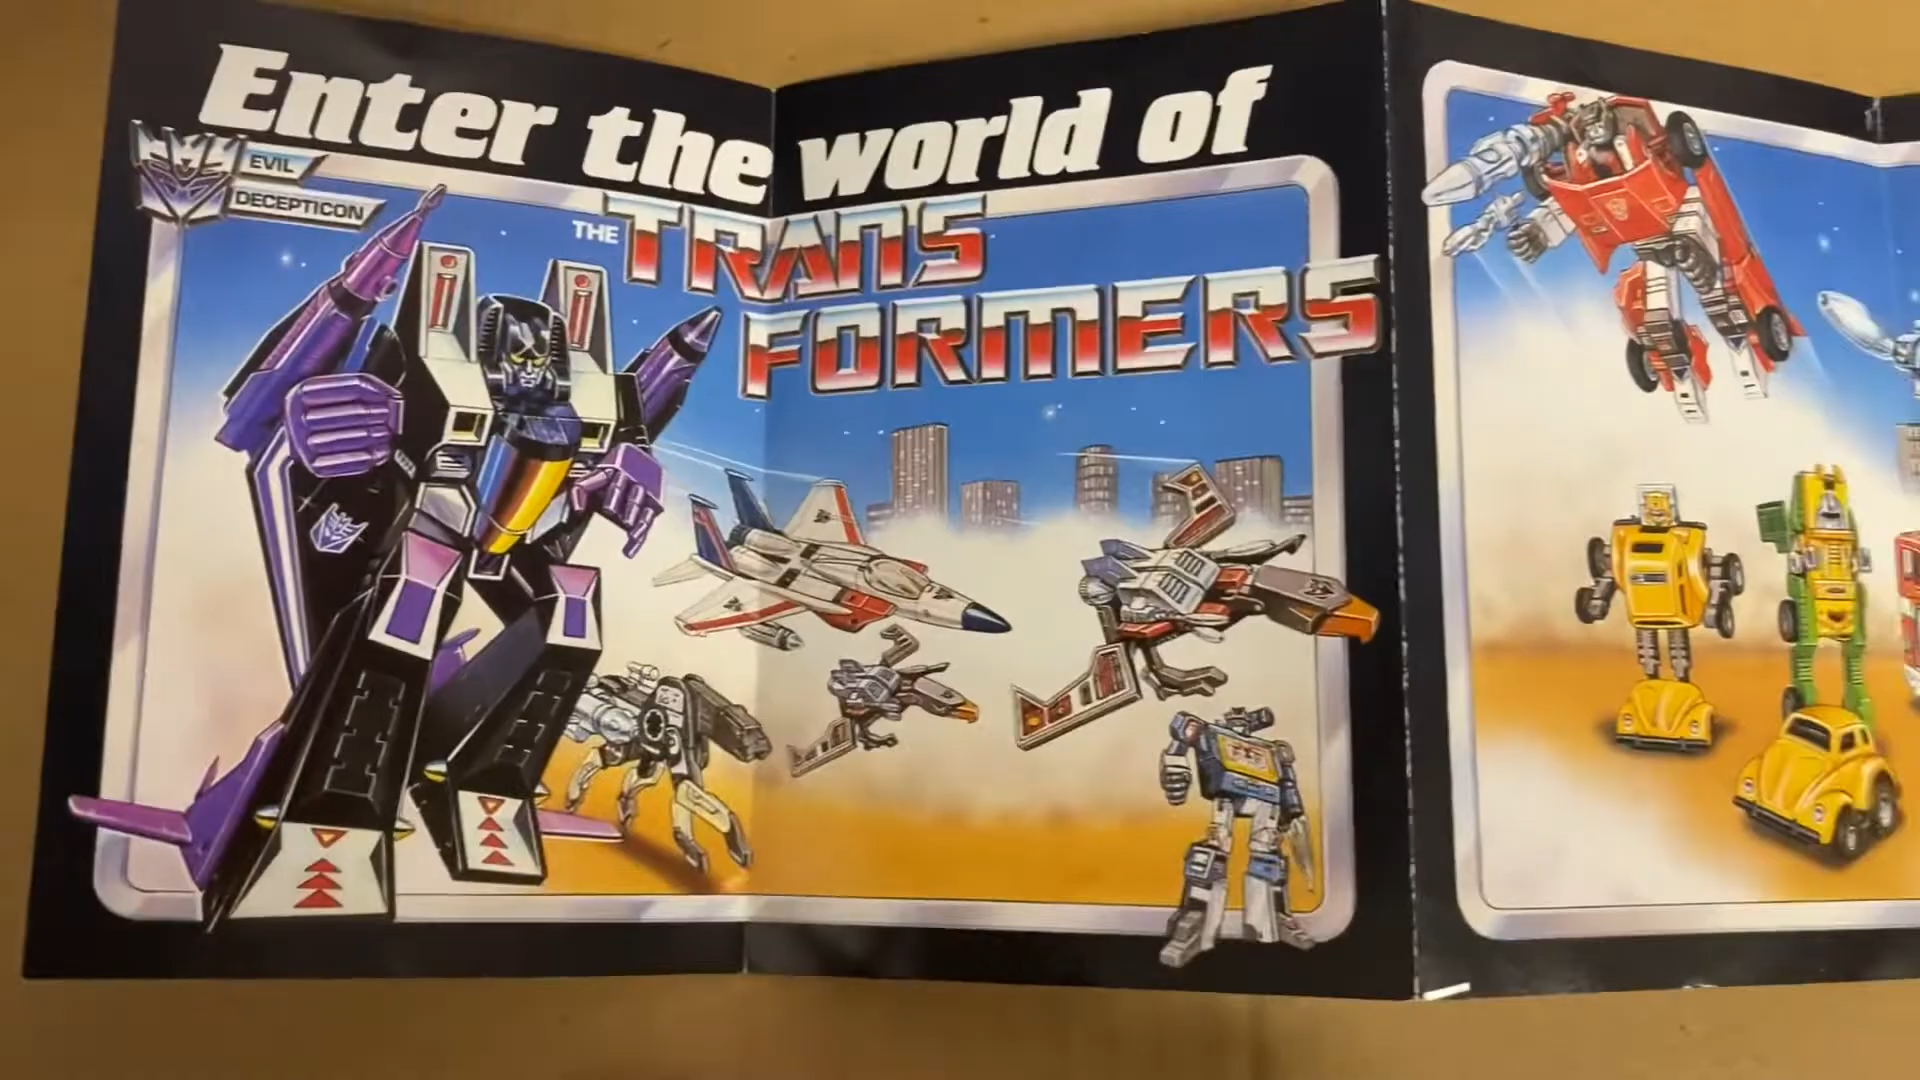 Enter the world of
EVIL
DECEPTICON
THE TRANS
FORMERS